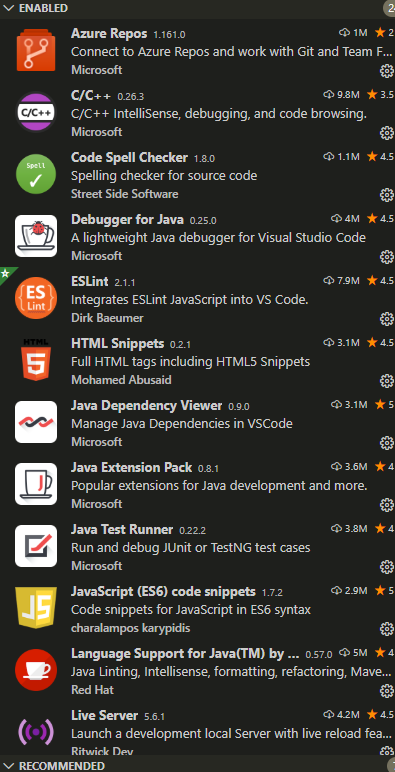 ENABLED
Azure Repos 1.161.0 1M 2
Connect to Azure Repos and work with Git and Team F...
Microsoft
C/C++ 0.26.3 9.8M 3.5
C/C++
C/C++ IntelliSense, debugging, and code browsing.
Microsoft
Code Spell Checker 1.8.0 1.1M 4.5
Spell
Spelling checker for source code
Street Side Software
Debugger for Java 0.25.0 4M 4.5
A lightweight Java debugger for Visual Studio Code
Microsoft
ESLint 2.1.1 7.9M 4.5
ES
Lint
Integrates ESLint JavaScript into VS Code.
Dirk Baeumer
HTML Snippets 0.2.1 3.1M 4.5
HTML
5
Full HTML tags including HTML5 Snippets
Mohamed Abusaid
Java Dependency Viewer 0.9.0 3.1M 5
Manage Java Dependencies in VSCode
Microsoft
Java Extension Pack 0.8.1 3.6M 4
J
Popular extensions for Java development and more.
Microsoft
Java Test Runner 0.22.2 3.8M 4
Run and debug JUnit or TestNG test cases
Microsoft
JavaScript (ES6) code snippets 1.7.2 2.9M 5
JS
Code snippets for JavaScript in ES6 syntax
charalampos karypidis
Language Support for Java(TM) by ... 0.57.0 5M 4
Java Linting, Intellisense, formatting, refactoring, Mave...
Red Hat
Live Server 5.6.1 4.2M 4.5
Launch a development local Server with live reload fea...
Ritwick Dev
RECOMMENDED